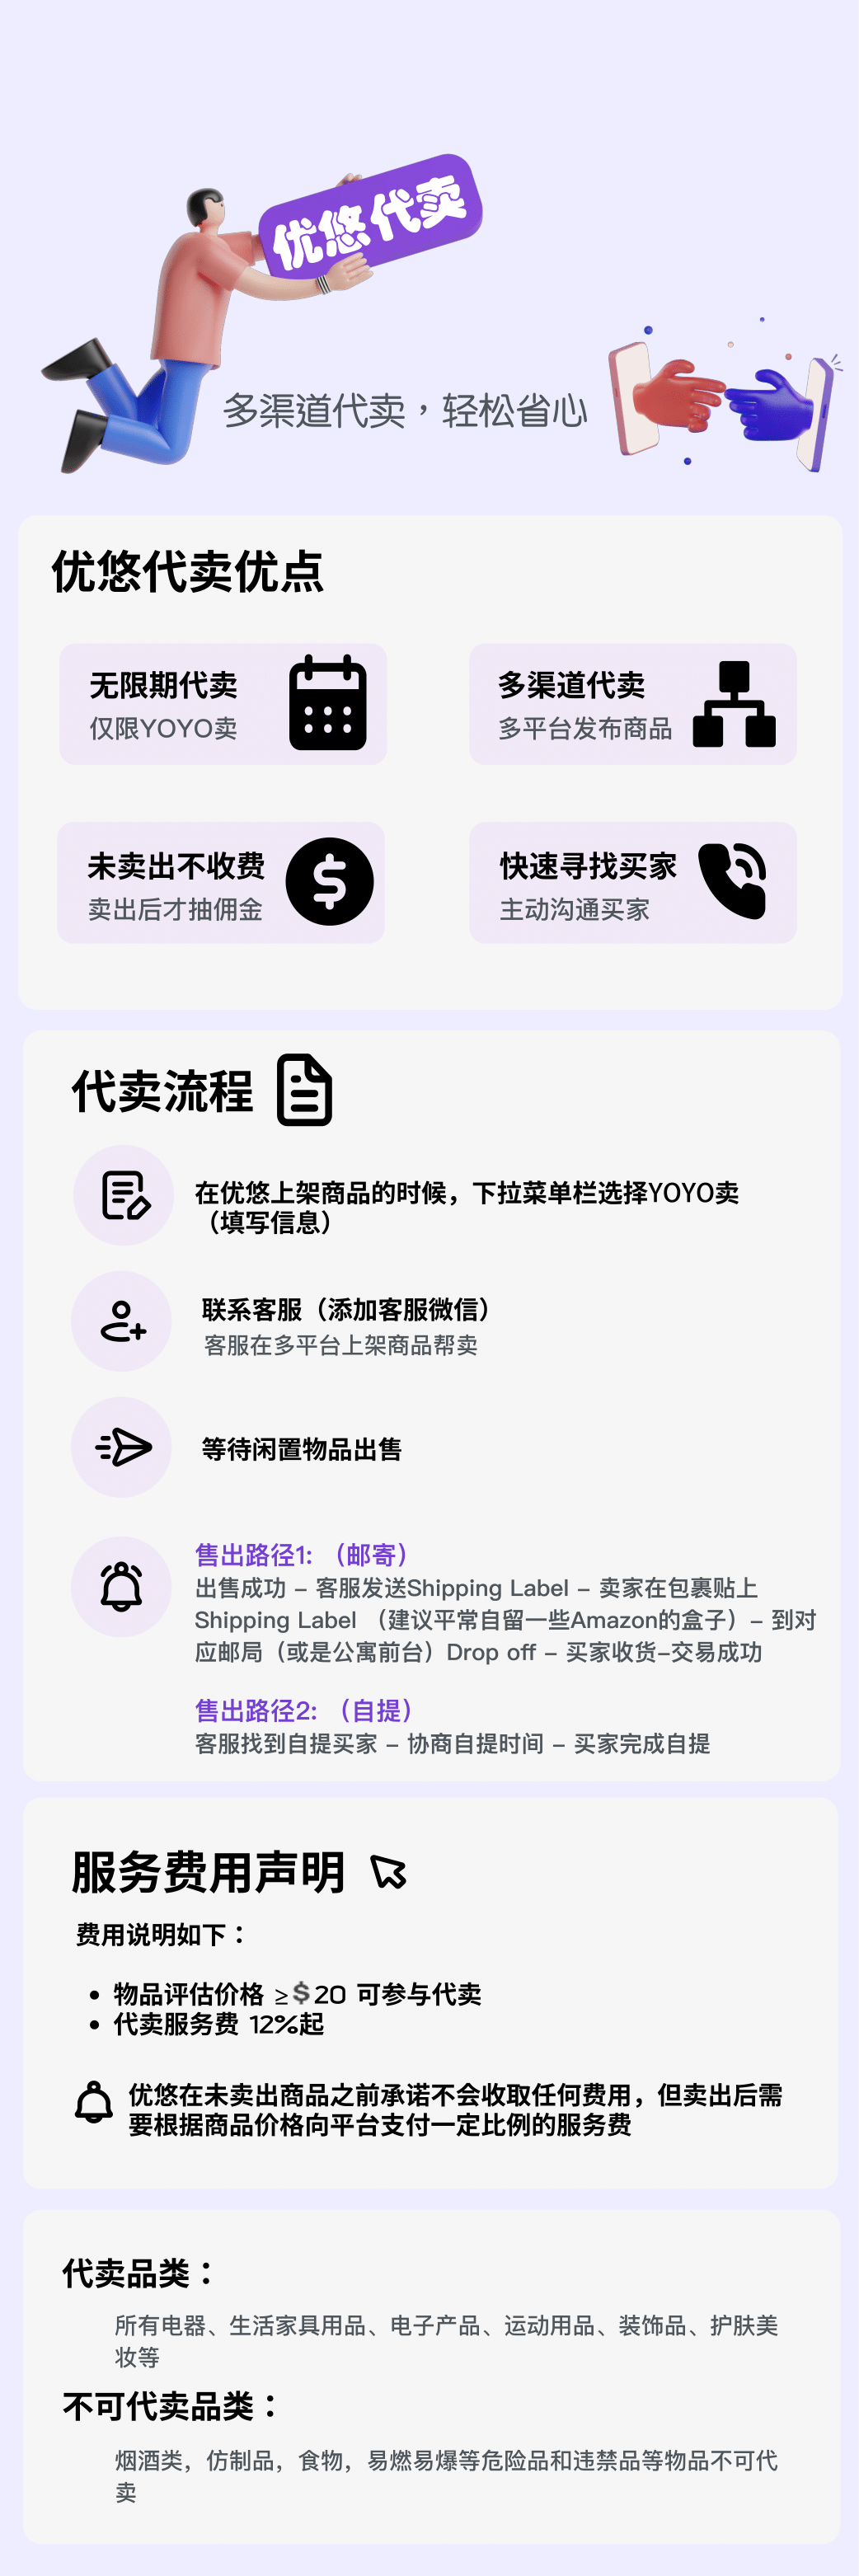 优悠代卖
多渠道代卖，轻松省心
优悠代卖优点
无限期代卖
仅限YOYO卖
多渠道代卖
多平台发布商品
未卖出不收费
卖出后才抽佣金
快速寻找买家
主动沟通买家
代卖流程
在优悠上架商品的时候，下拉菜单栏选择YOYO卖
（填写信息）
联系客服（添加客服微信）
客服在多平台上架商品帮卖
等待闲置物品出售
售出路径1: （邮寄）
出售成功 – 客服发送Shipping Label – 卖家在包裹贴上
Shipping Label （建议平常自留一些Amazon的盒子）– 到对
应邮局（或是公寓前台）Drop off – 买家收货–交易成功
售出路径2: （自提）
客服找到自提买家 – 协商自提时间 – 买家完成自提
服务费用声明
费用说明如下：
• 物品评估价格 ≥$20 可参与代卖
• 代卖服务费 12%起
优悠在未卖出商品之前承诺不会收取任何费用，但卖出后需
要根据商品价格向平台支付一定比例的服务费
代卖品类：
所有电器、生活家具用品、电子产品、运动用品、装饰品、护肤美
妆等
不可代卖品类：
烟酒类，仿制品，食物，易燃易爆等危险品和违禁品等物品不可代
卖